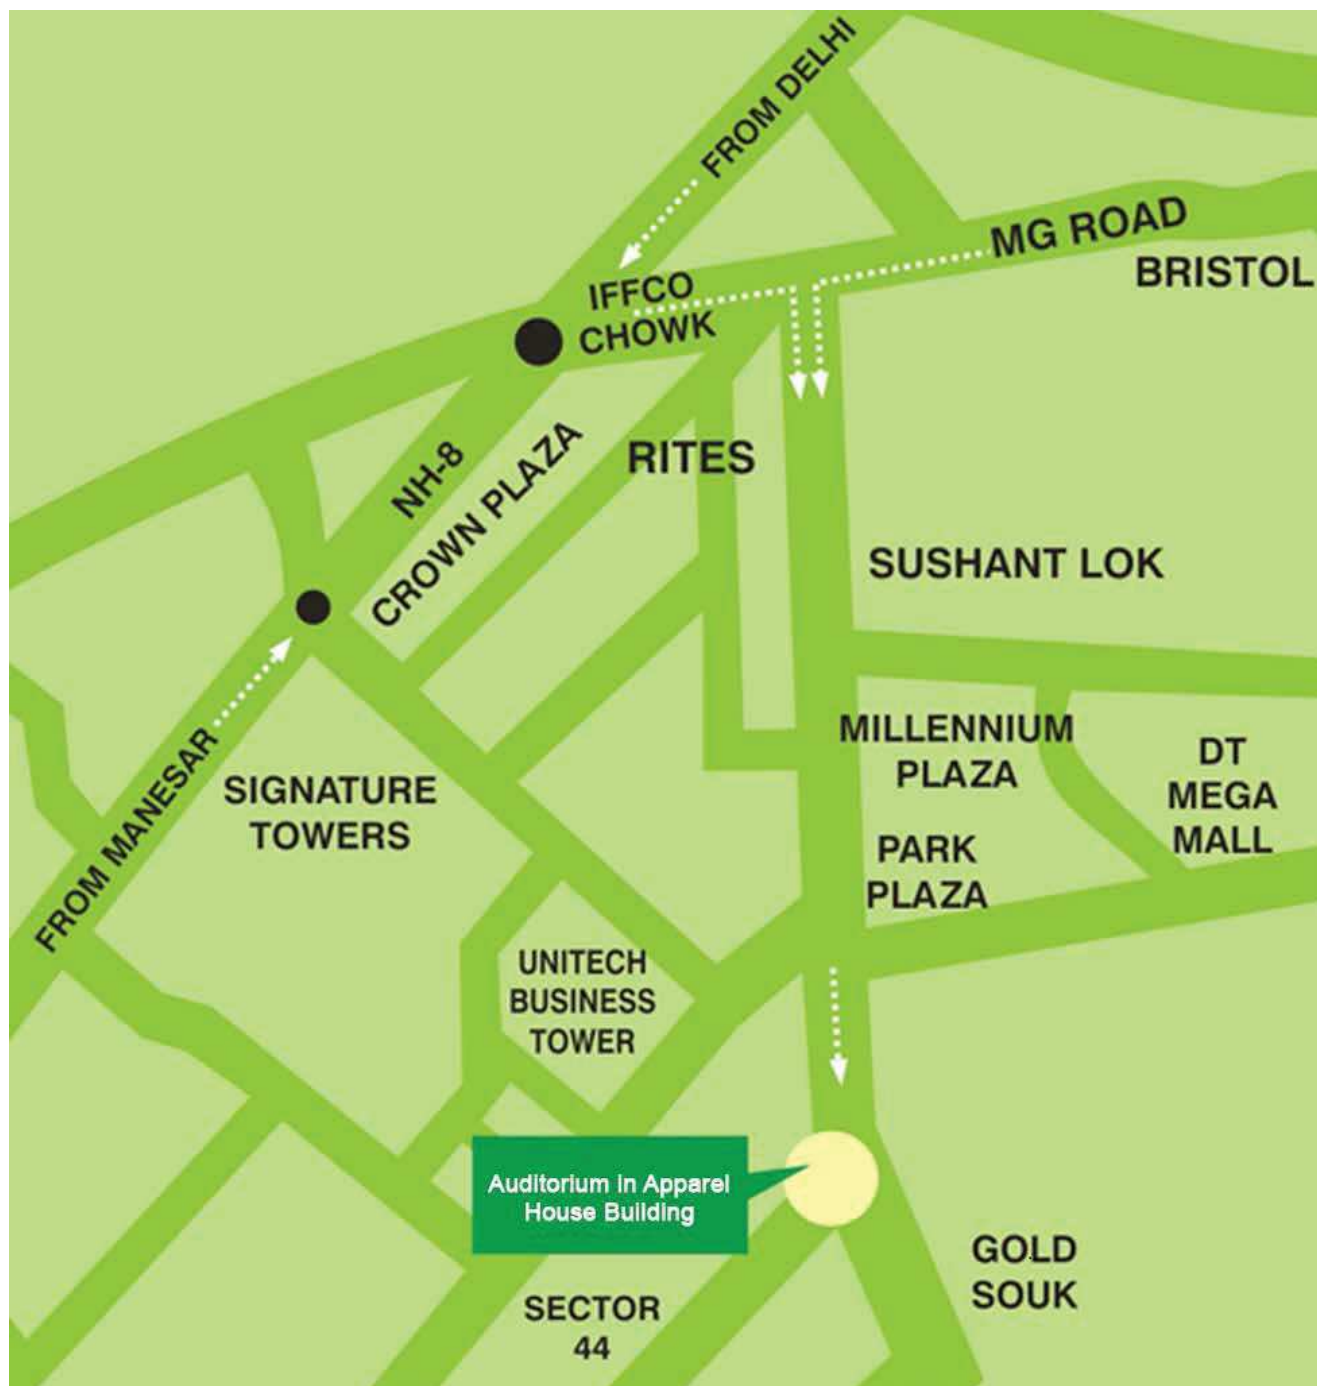 FROM DELHI
MG ROAD
BRISTOL
IFFCO
CHOWK
NH-8
CROWN PLAZA
RITES
SUSHANT LOK
FROM MANESAR
SIGNATURE
TOWERS
MILLENNIUM
PLAZA
DT
MEGA
MALL
PARK
PLAZA
UNITECH
BUSINESS
TOWER
Auditorium in Apparel
House Building
GOLD
SOUK
SECTOR
44